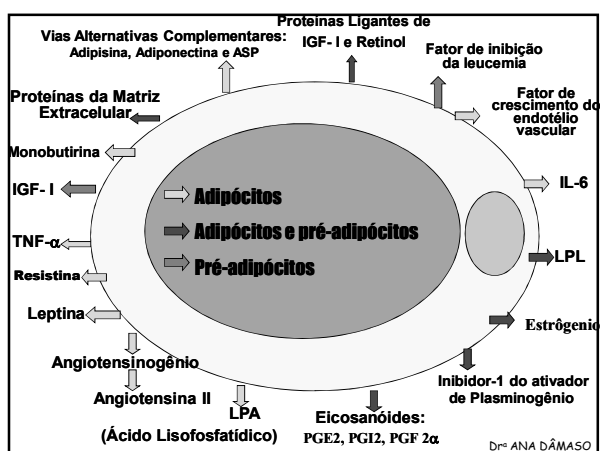 Vias Alternativas Complementares:
Adipisina, Adiponectina e ASP
Proteínas Ligantes de
IGF- I e Retinol
Fator de inibição
da leucemia
Fator de
crescimento do
endotélio
vascular
Proteínas da Matriz
Extracelular
Monobutirina
IGF- I
TNF-α
Resistina
Leptina
Angiotensinogênio
Angiotensina II
LPA
(Ácido Lisofosfatídico)
Eicosanóides:
PGE2, PGI2, PGF 2α
Inibidor-1 do ativador
de Plasminogênio
Estrôgenio
LPL
IL-6
Adipócitos
Adipócitos e pré-adipócitos
Pré-adipócitos
Drª ANA DÂMASO